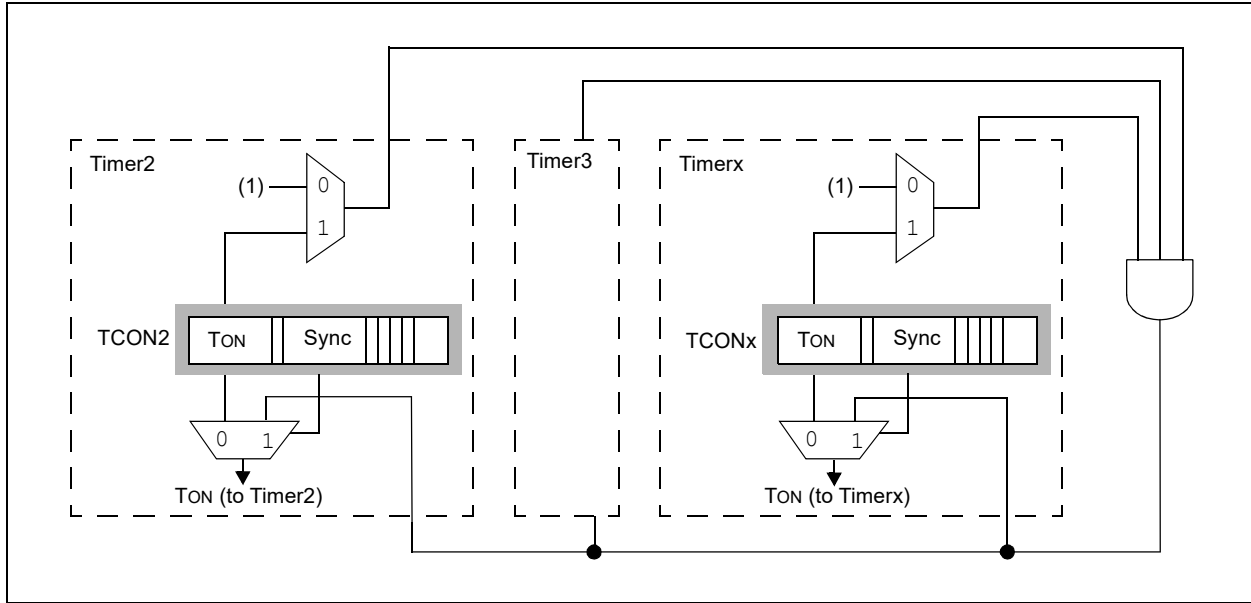 Timer2
Timer3
Timerx
(1)
0
1
(1)
0
1
TCON2
TON
Sync
TCONx
TON
Sync
0
1
0
1
TON (to Timer2)
TON (to Timerx)